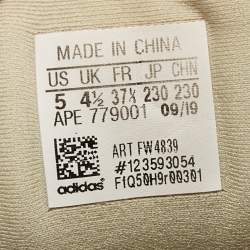 MADE IN CHINA
US UK FR JP CHN
5 4½ 37⅓ 230 230
APE 779001 09/19
ART FW4839
#123593054
adidas FfQ50H9r00301